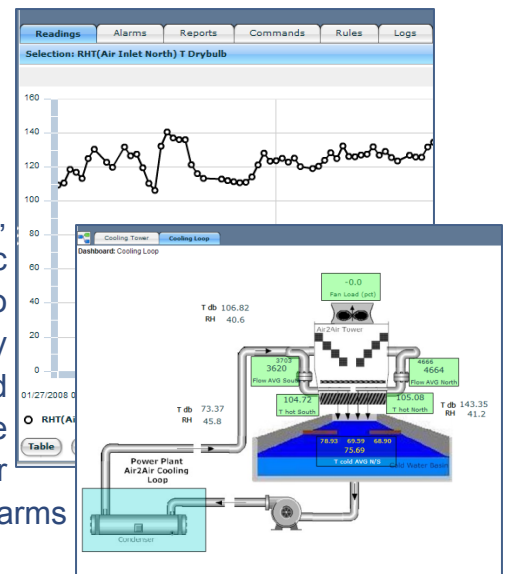 Readings Alarms Reports Commands Rules Logs
Selection: RHT(Air Inlet North) T Drybulb
160
140
120
100
80
60
40
20
0
01/27/2008
RHT(Ai
Table
arms
Cooling Tower Cooling Loop
Dashboard: Cooling Loop
-0.0
Fan Load (pct)
T db 106.82
RH 40.6
Air2Air Tower
3703
3620
Flow AVG South
4666
4664
Flow AVG North
104.72
T hot South
105.08
T hot North
T db 143.35
RH 41.2
T db 73.37
RH 45.8
78.93 69.59 68.90
75.69
T cold AVG N/S
Cold Water Basin
Power Plant
Air2Air Cooling
Loop
Condenser